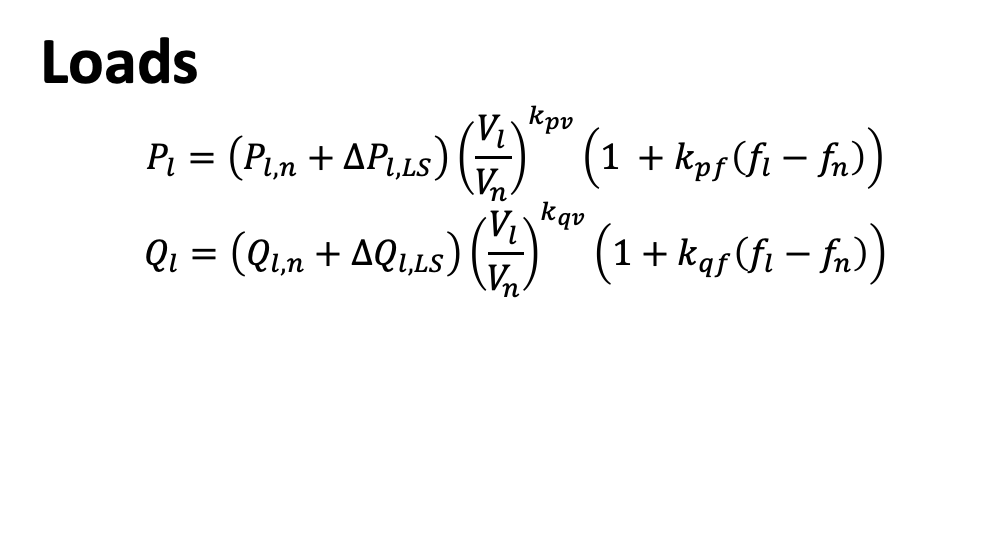 Loads
P_l = (P_{l,n} + ΔP_{l,LS}) (V_l / V_n)^{k_{pv}} (1 + k_{pf}(f_l − f_n))
Q_l = (Q_{l,n} + ΔQ_{l,LS}) (V_l / V_n)^{k_{qv}} (1 + k_{qf}(f_l − f_n))